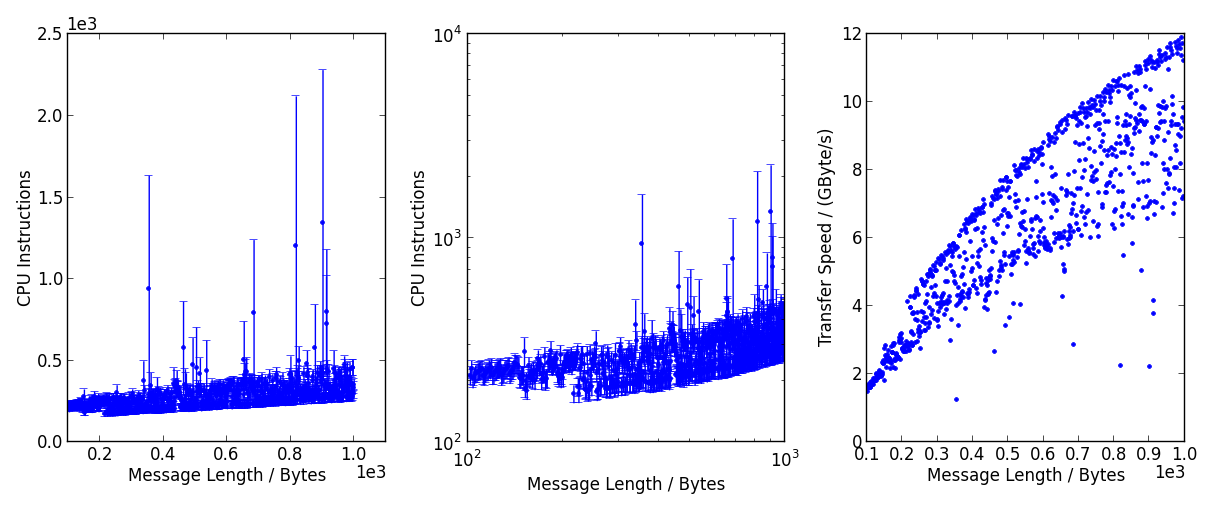 1e3
2.5
2.0
1.5
1.0
0.5
0.0
CPU Instructions
0.2 0.4 0.6 0.8 1.0
1e3
Message Length / Bytes
10^4
10^3
10^2
CPU Instructions
10^2 10^3
Message Length / Bytes
12
10
8
6
4
2
0
Transfer Speed / (GByte/s)
0.1 0.2 0.3 0.4 0.5 0.6 0.7 0.8 0.9 1.0
1e3
Message Length / Bytes